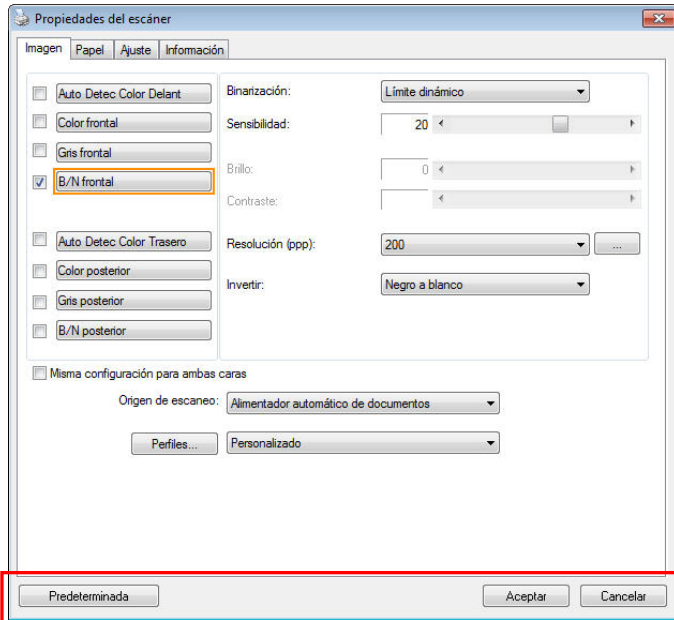 Propiedades del escáner
Imagen Papel Ajuste Información
Auto Detec Color Delant
Color frontal
Gris frontal
B/N frontal
Auto Detec Color Trasero
Color posterior
Gris posterior
B/N posterior
Binarización: Límite dinámico
Sensibilidad: 20
Brillo: 0
Contraste:
Resolución (ppp): 200 ...
Invertir: Negro a blanco
Misma configuración para ambas caras
Origen de escaneo: Alimentador automático de documentos
Perfiles... Personalizado
Predeterminada Aceptar Cancelar